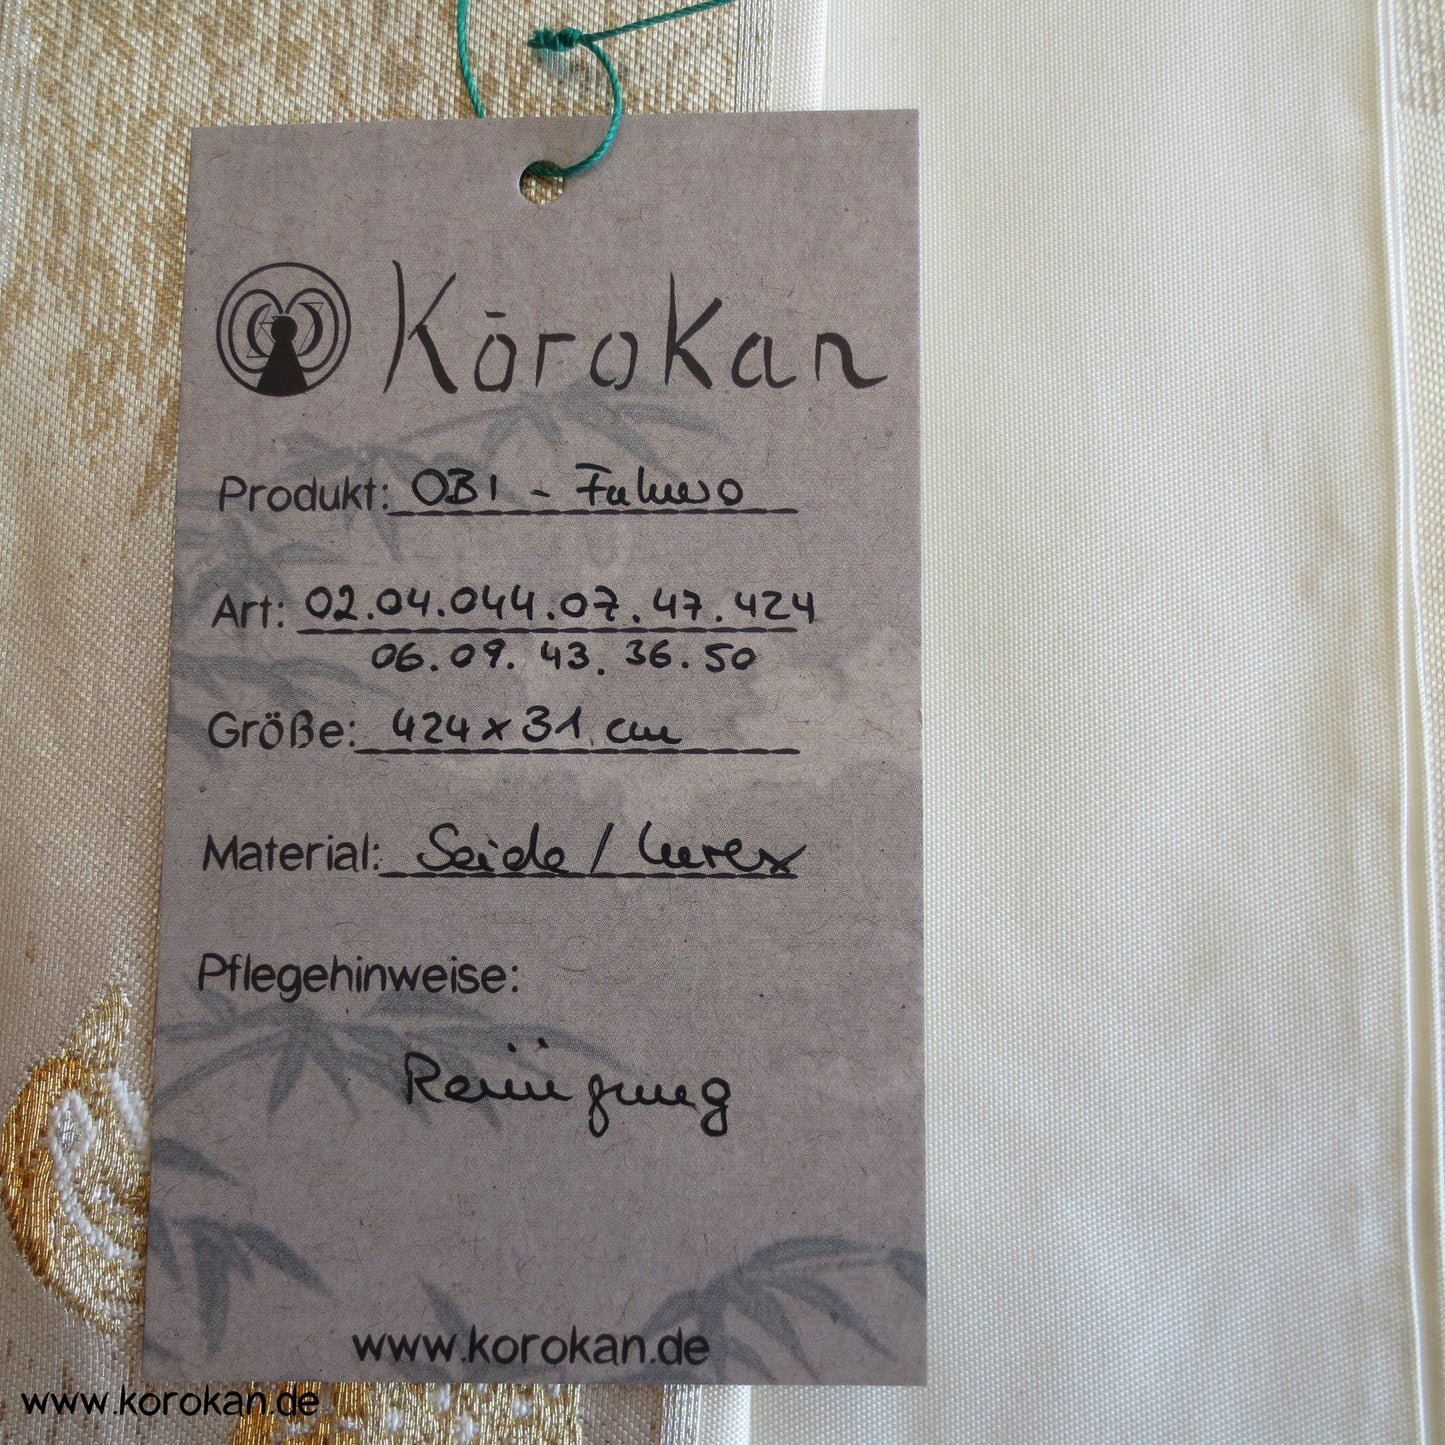 Kōrokan
Produkt: OBI - Fukuro
Art: 02.04.044.07.47.424
06.09.43.36.50
Größe: 424 x 31 cm
Material: Seide / Lurex
Pflegehinweise:
Reinigung
www.korokan.de
www.korokan.de